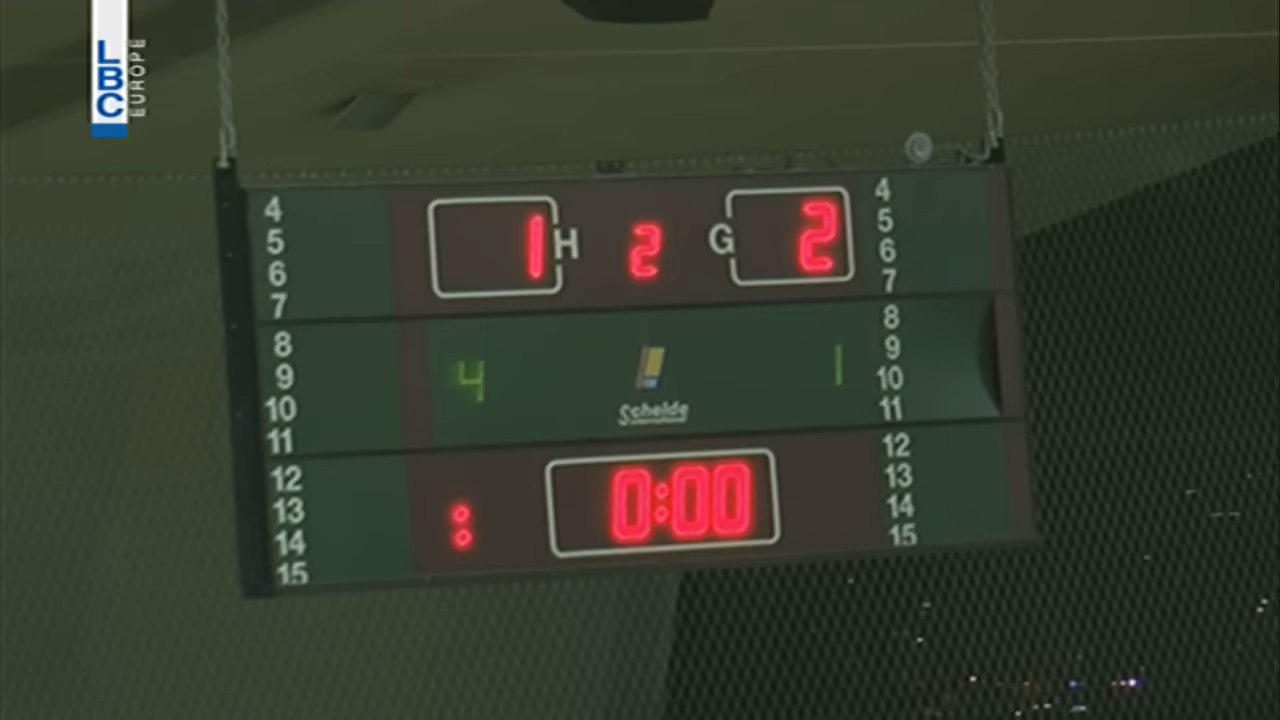 LBC
EUROPE
4 4
5 1 H 2 G 2 5
6 6
7 7
8 8
9 4 1 9
10 10
11 Schelde 11
12 12
13 13
14 : 0:00 14
15 15